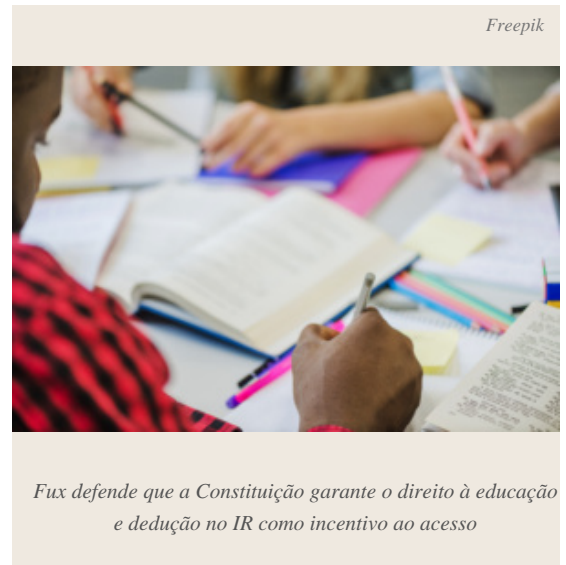 Freepik
Fux defende que a Constituição garante o direito à educação
e dedução no IR como incentivo ao acesso